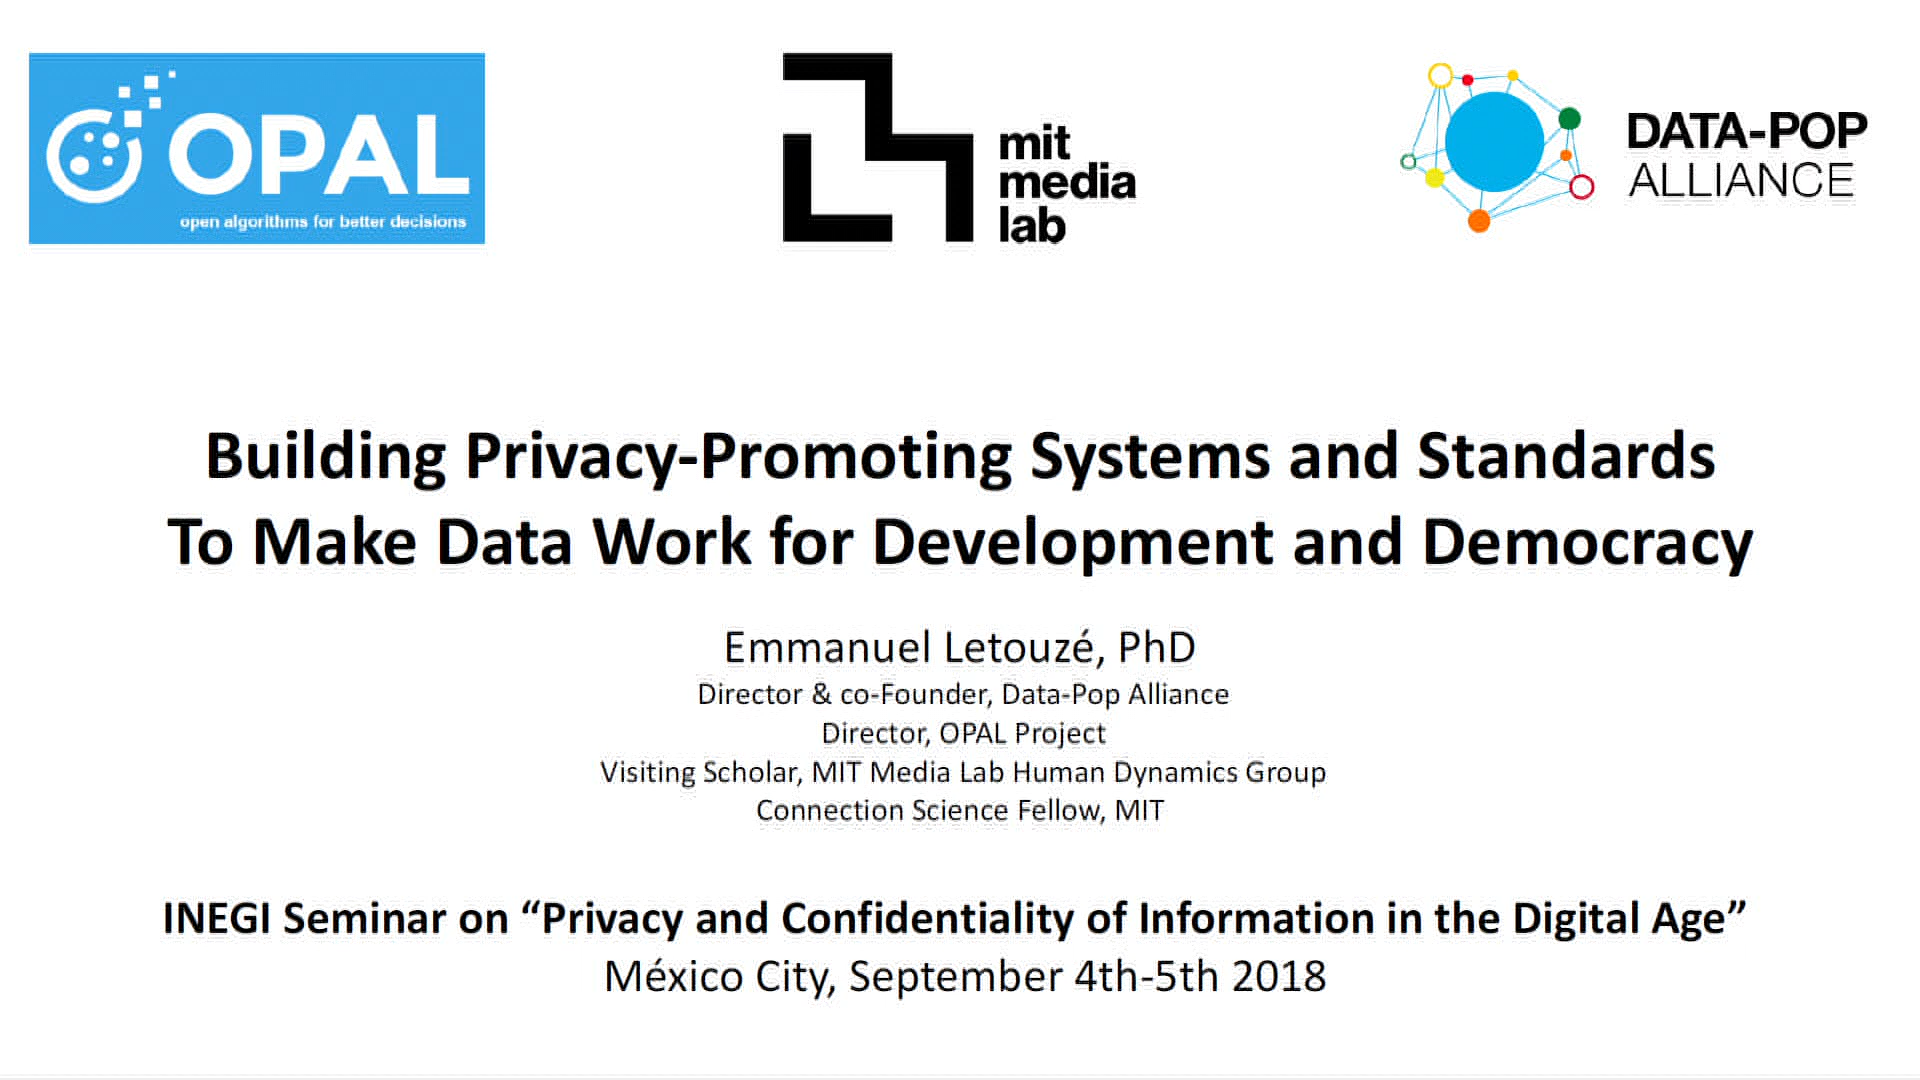 OPAL
open algorithms for better decisions
mit
media
lab
DATA-POP
ALLIANCE
Building Privacy-Promoting Systems and Standards
To Make Data Work for Development and Democracy
Emmanuel Letouzé, PhD
Director & co-Founder, Data-Pop Alliance
Director, OPAL Project
Visiting Scholar, MIT Media Lab Human Dynamics Group
Connection Science Fellow, MIT
INEGI Seminar on “Privacy and Confidentiality of Information in the Digital Age”
México City, September 4th-5th 2018